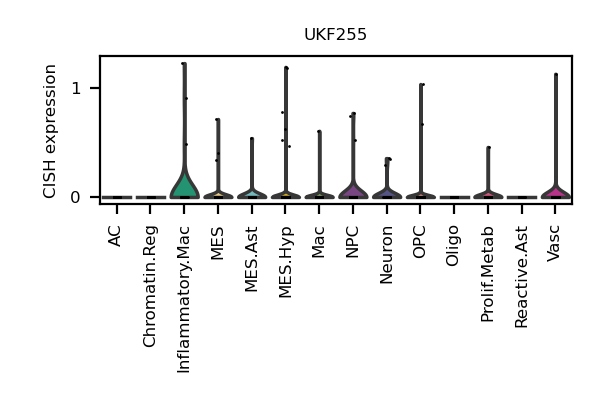 UKF255
CISH expression
1
0
AC
Chromatin.Reg
Inflammatory.Mac
MES
MES.Ast
MES.Hyp
Mac
NPC
Neuron
OPC
Oligo
Prolif.Metab
Reactive.Ast
Vasc